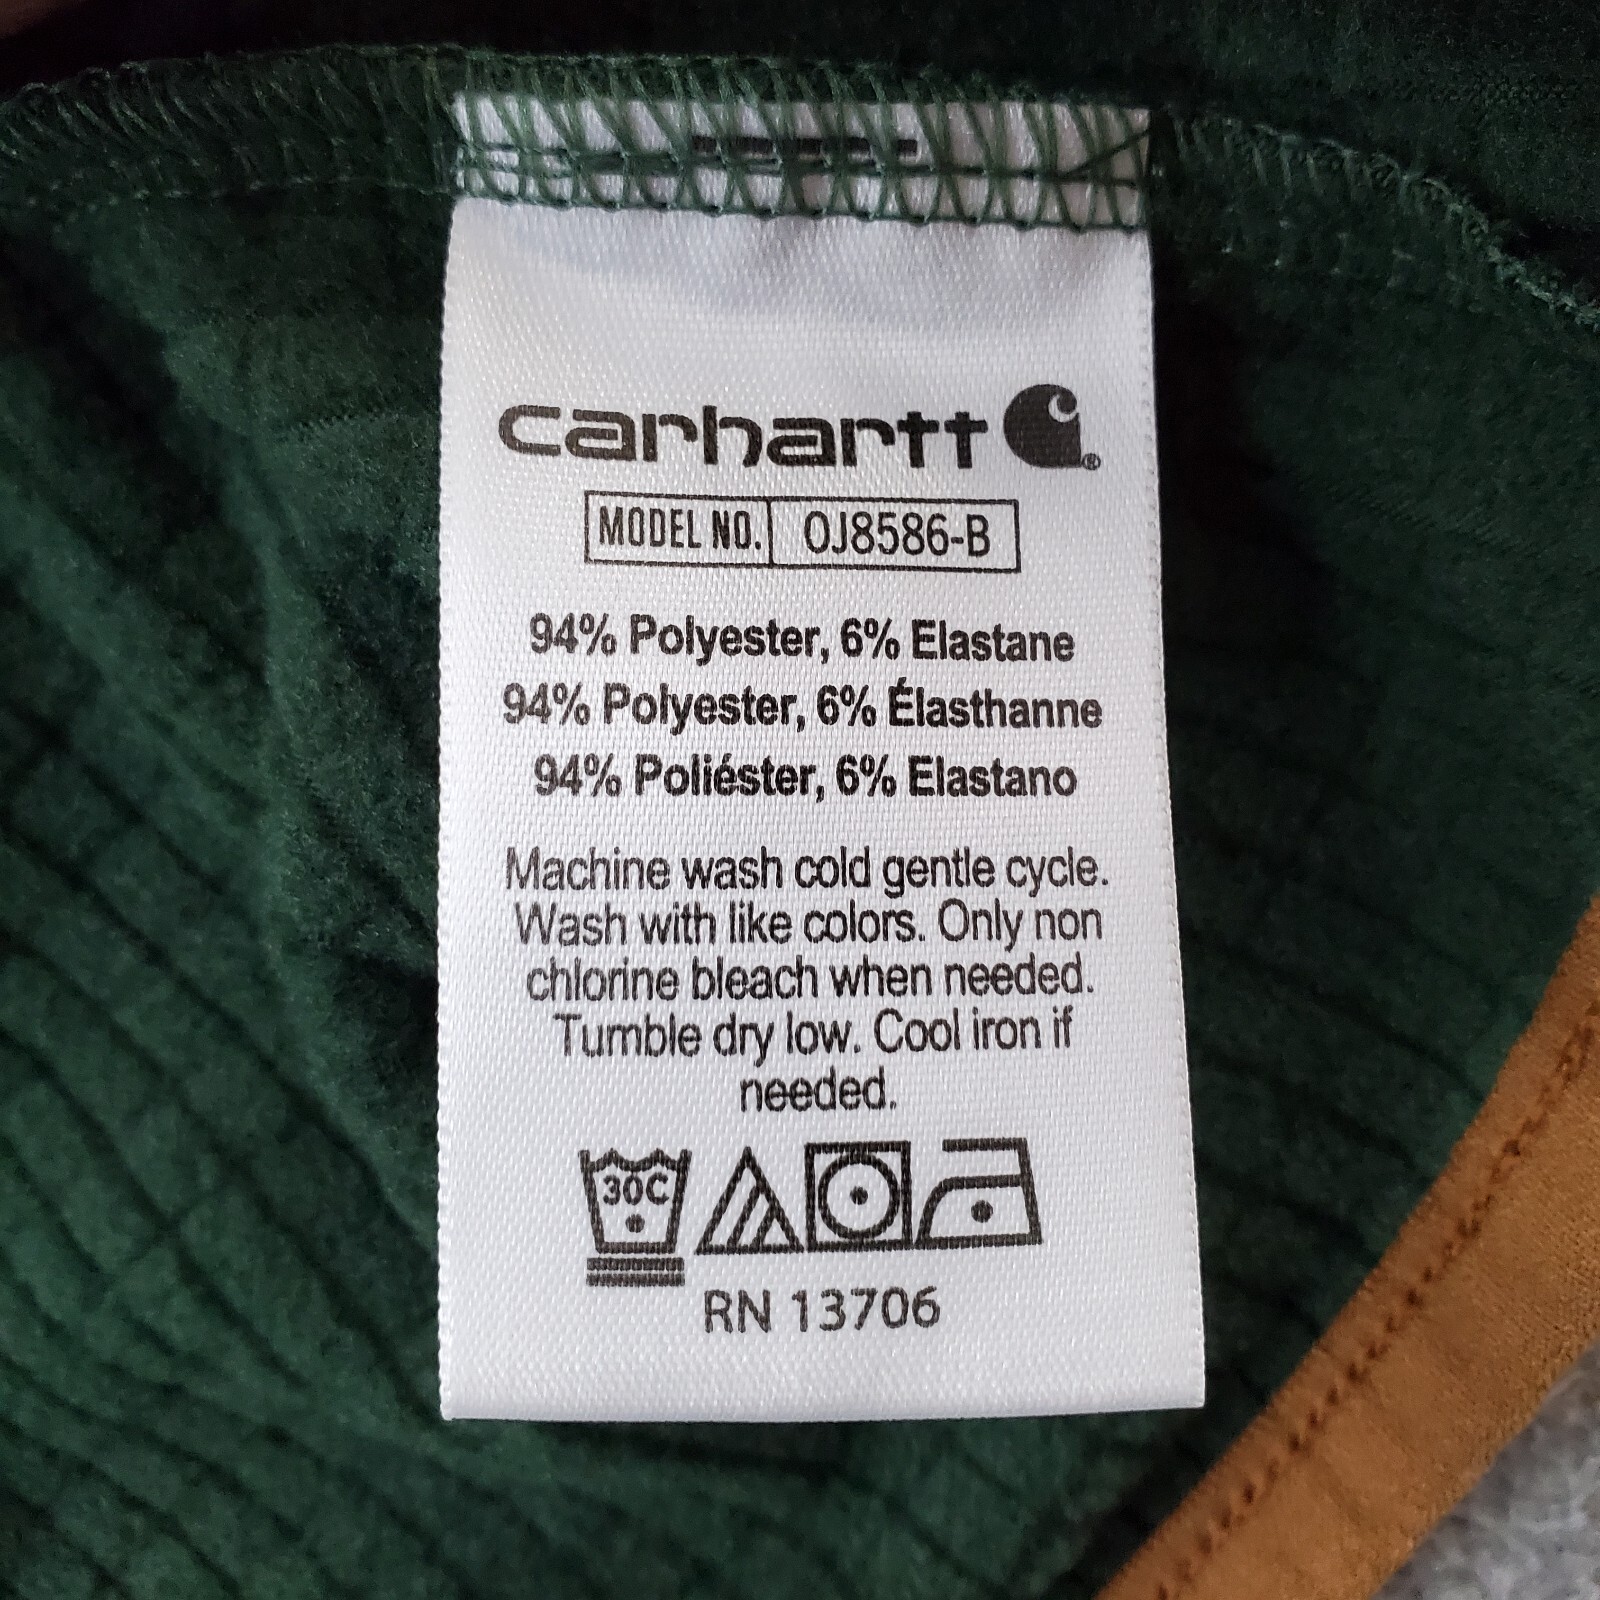 carhartt
MODEL NO. OJ8586-B
94% Polyester, 6% Elastane
94% Polyester, 6% Élasthanne
94% Poliéster, 6% Elastano
Machine wash cold gentle cycle.
Wash with like colors. Only non
chlorine bleach when needed.
Tumble dry low. Cool iron if
needed.
30C
RN 13706